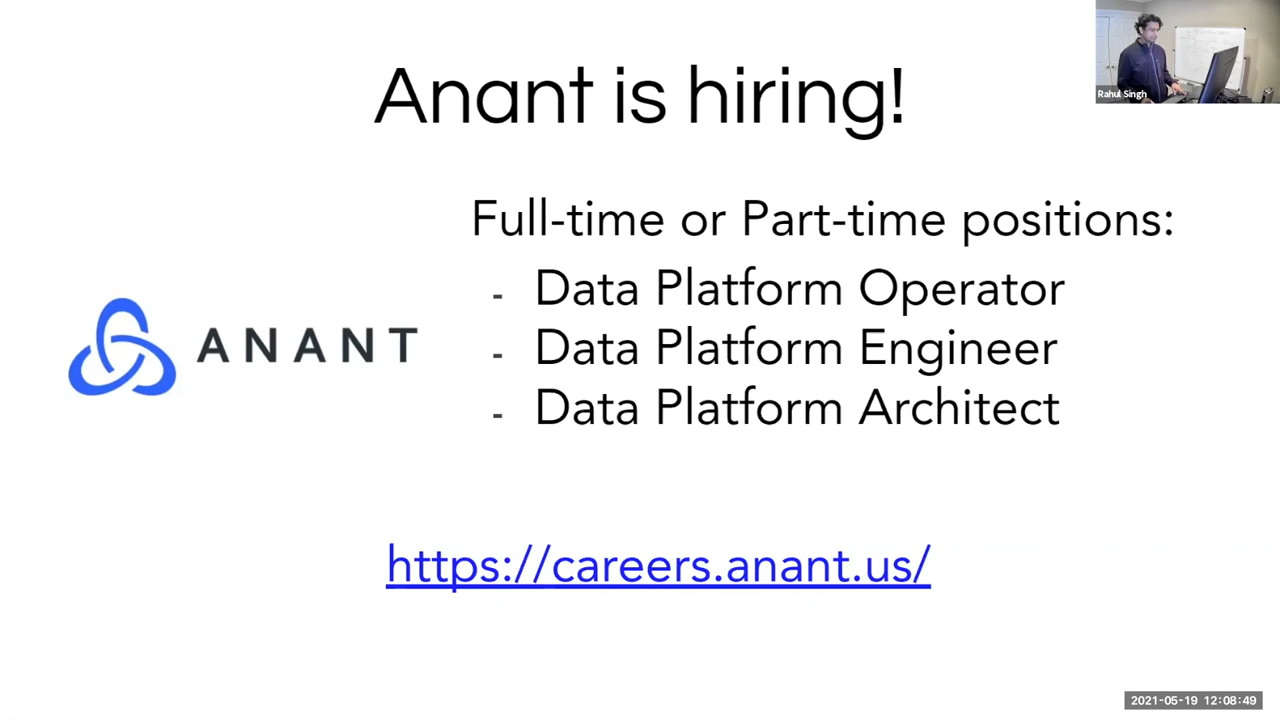 Anant is hiring!
Rahul Singh
Full-time or Part-time positions:
- Data Platform Operator
- Data Platform Engineer
- Data Platform Architect
ANANT
https://careers.anant.us/
2021-05-19 12:08:49